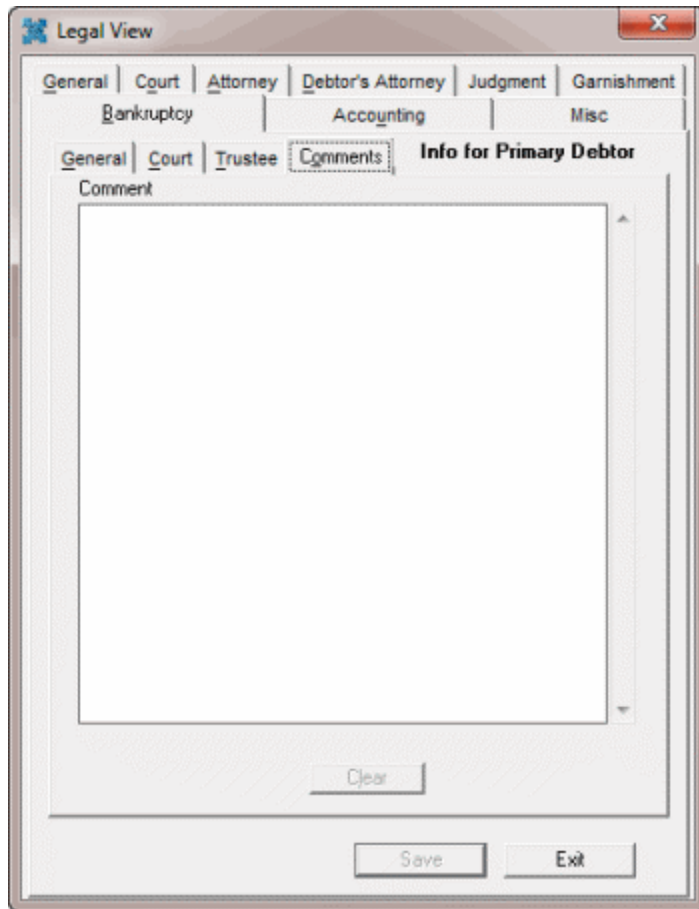 Legal View
General Court Attorney Debtor's Attorney Judgment Garnishment
Bankruptcy Accounting Misc
General Court Trustee Comments Info for Primary Debtor
Comment
Clear
Save Exit